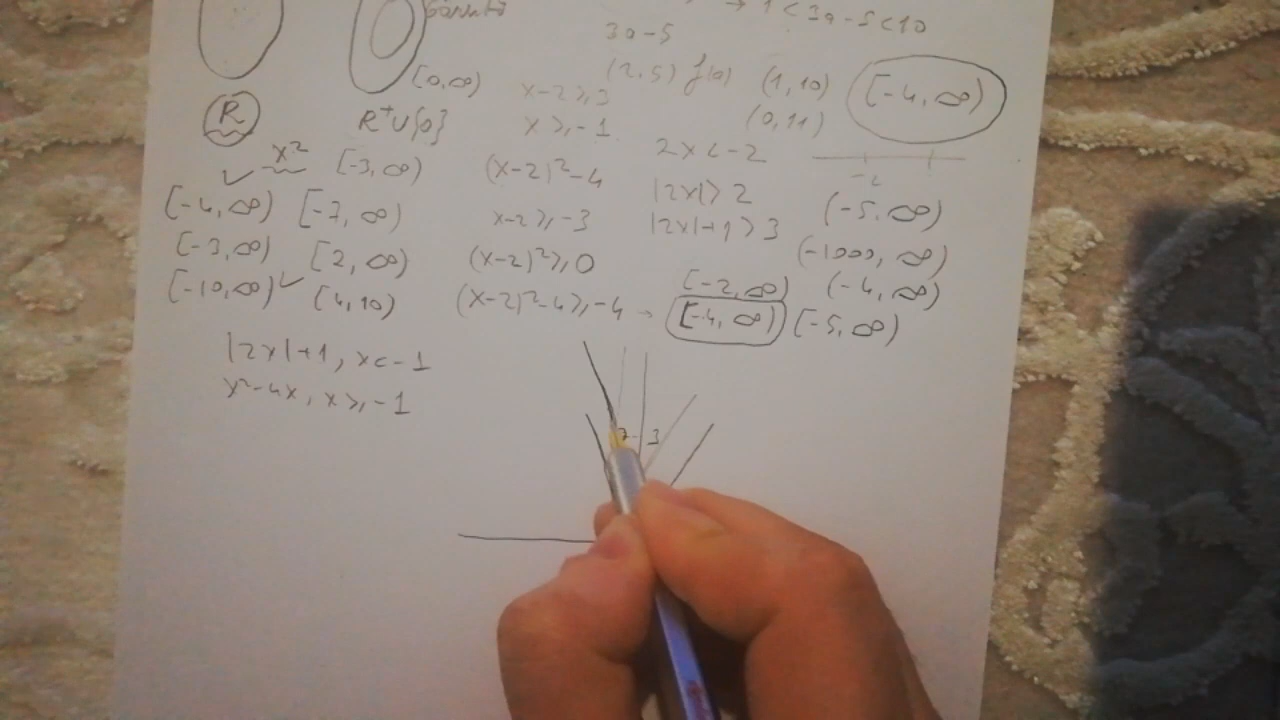 görüntü
→ 1 < 3a-5 < 10
3a-5
[0,∞)
(2,5) f(a) (1,10) [-4,∞)
x-2≥3
R
R⁺U{0}
x≥-1
(0,11)
x²
[-3,∞)
(x-2)²-4
2x<-2
[-4,∞) [-7,∞)
|2x|>2
(-5,∞)
x-2≥-3
|2x|+1>3
[-3,∞) [2,∞)
(x-2)²≥0
(-1000,∞)
[-10,∞) [4,10)
[-2,∞) (-4,∞)
(x-2)²-4≥-4 → [-4,∞) [-5,∞)
|2x|+1, x<-1
x²-4x, x≥-1
3